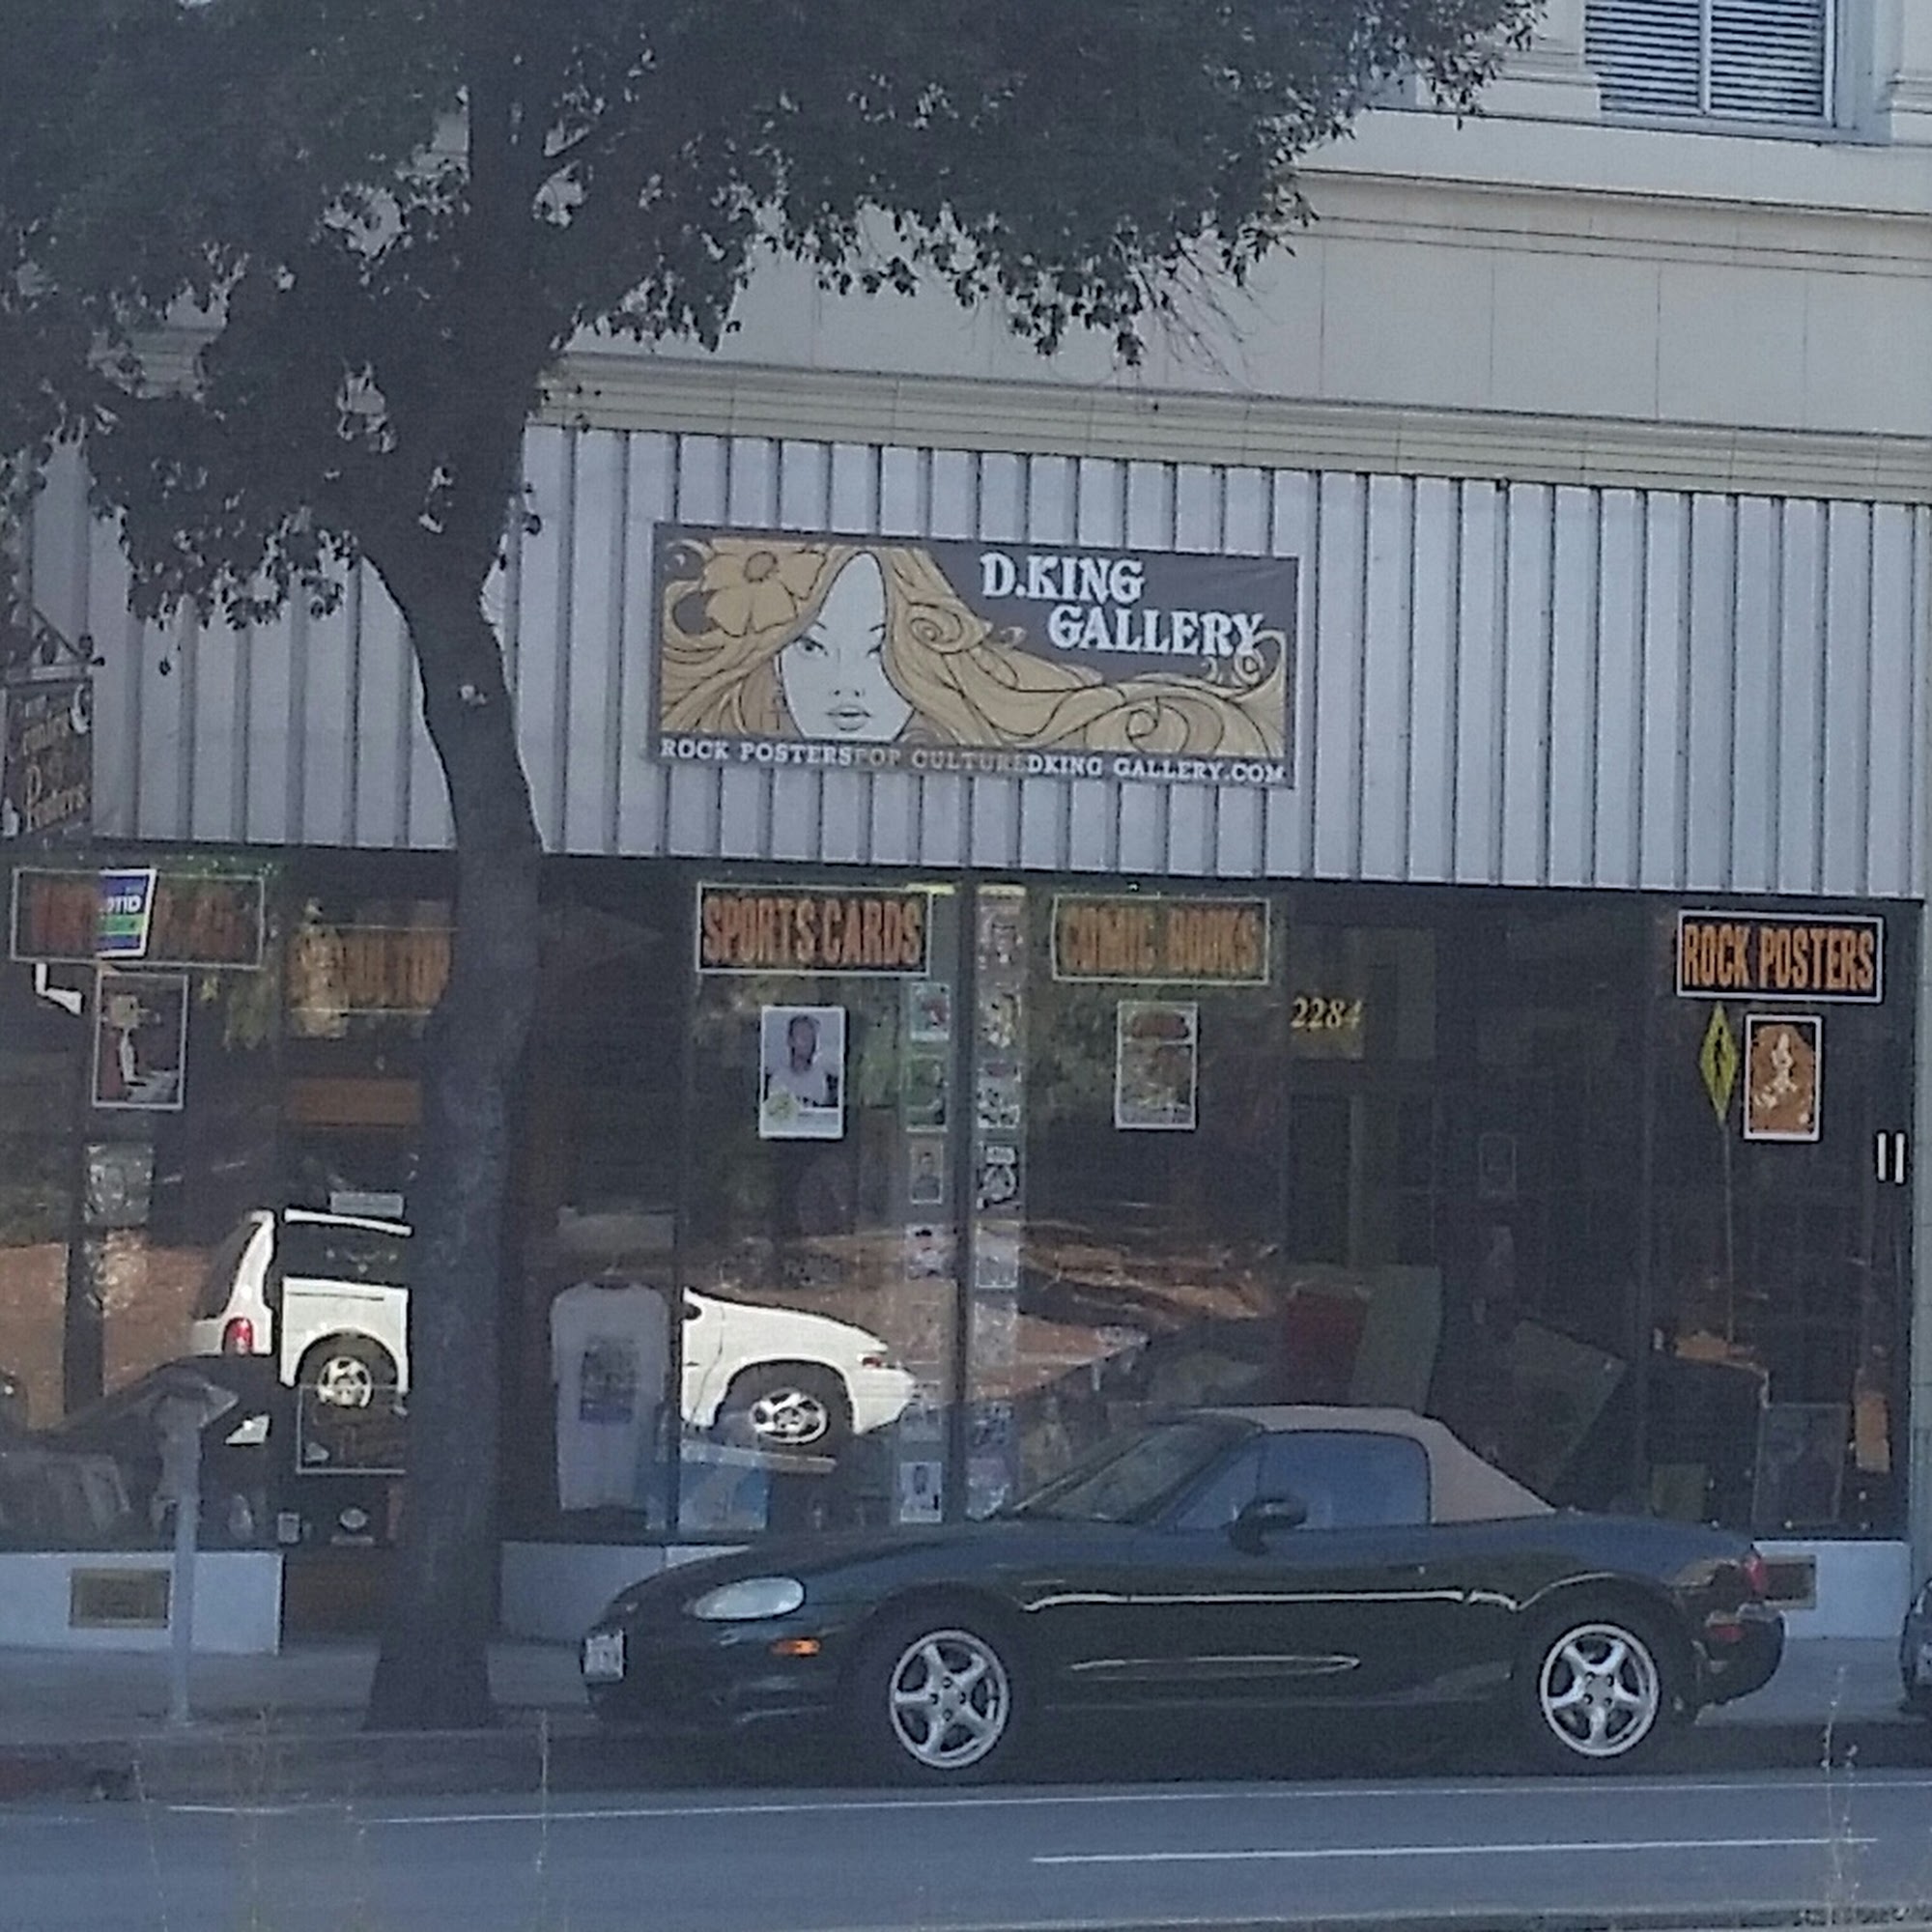 D.KING
GALLERY
ROCK POSTERS POP CULTURE DKING GALLERY.COM
SPORTS CARDS
COMIC BOOKS
2284
ROCK POSTERS